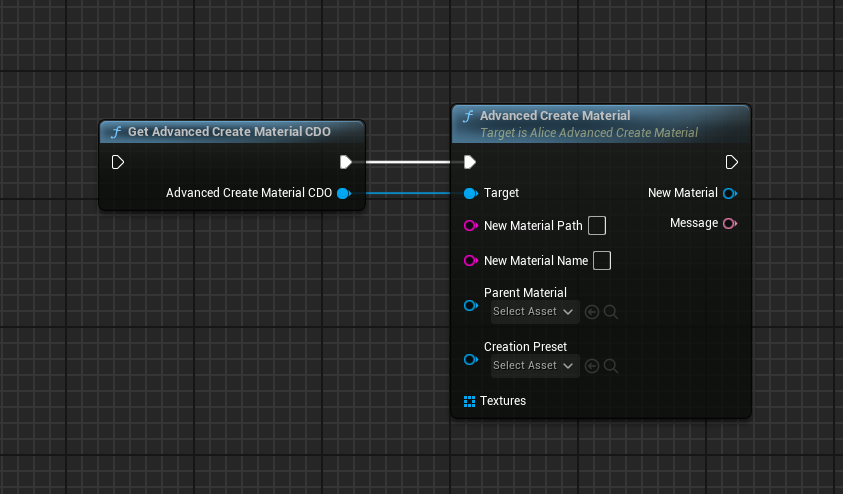 Get Advanced Create Material CDO
Advanced Create Material CDO
Advanced Create Material
Target is Alice Advanced Create Material
Target
New Material
New Material Path
Message
New Material Name
Parent Material
Select Asset
Creation Preset
Select Asset
Textures